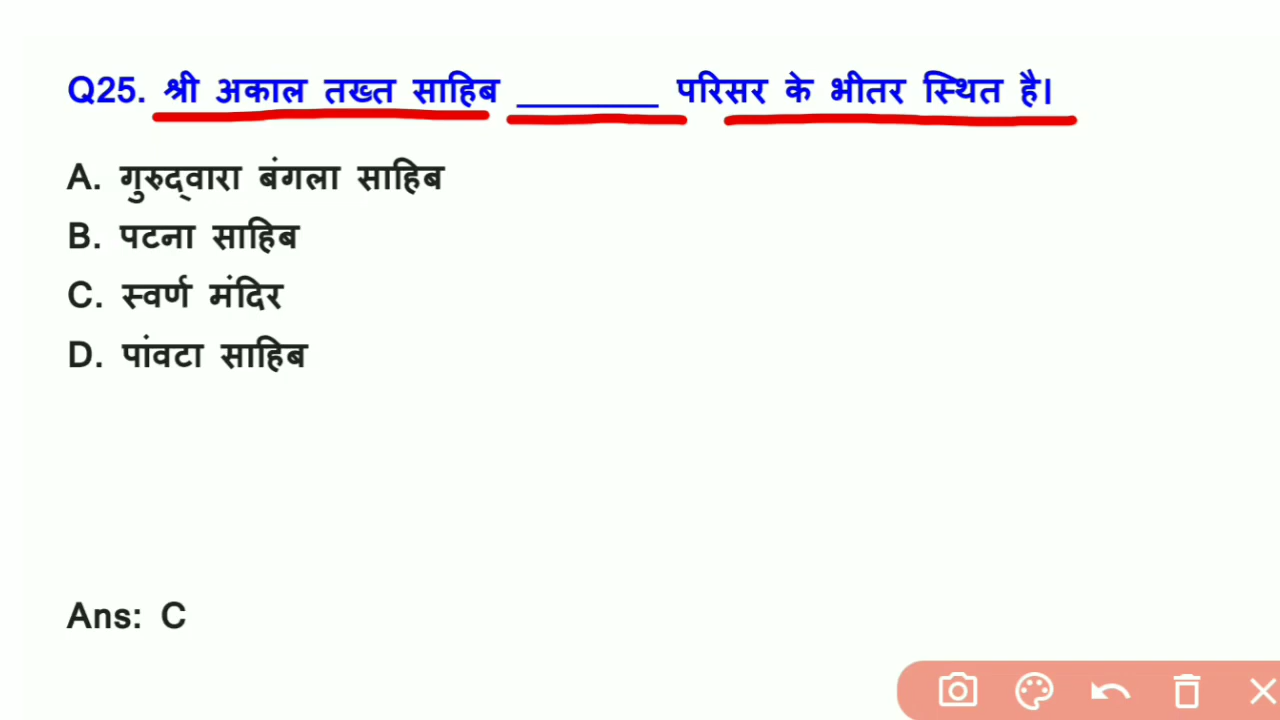 Q25. श्री अकाल तख्त साहिब ________ परिसर के भीतर स्थित है।
A. गुरुद्वारा बंगला साहिब
B. पटना साहिब
C. स्वर्ण मंदिर
D. पांवटा साहिब
Ans: C